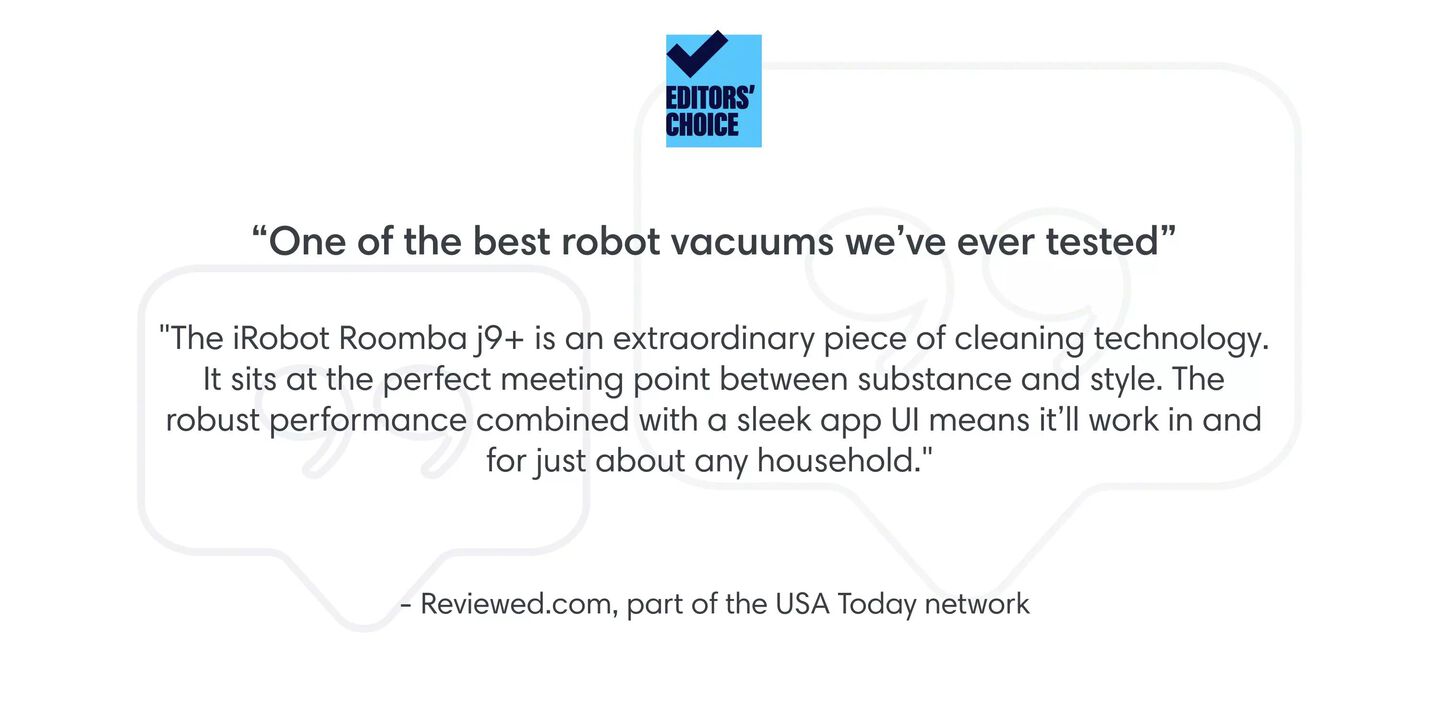 EDITORS’
CHOICE
“One of the best robot vacuums we’ve ever tested”
"The iRobot Roomba j9+ is an extraordinary piece of cleaning technology.
It sits at the perfect meeting point between substance and style. The
robust performance combined with a sleek app UI means it’ll work in and
for just about any household."
- Reviewed.com, part of the USA Today network